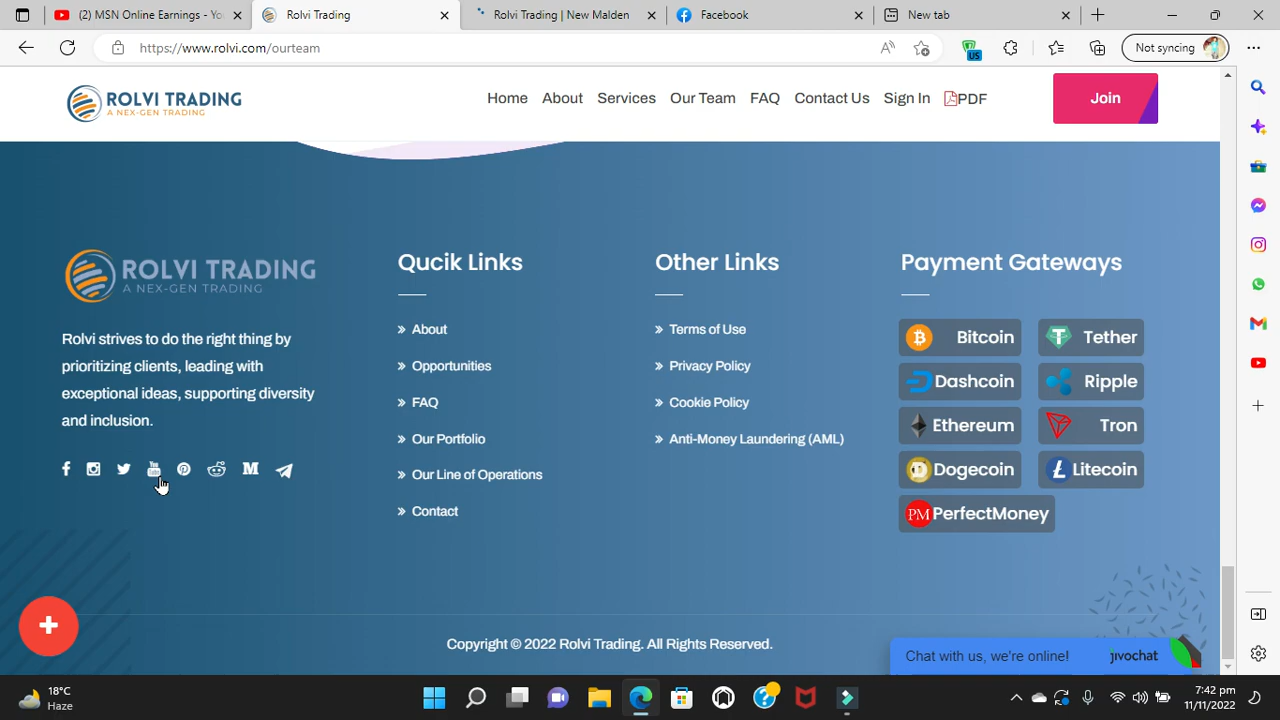 (2) MSN Online Earnings - Yo
Rolvi Trading
Rolvi Trading | New Malden
Facebook
New tab
https://www.rolvi.com/ourteam
US
Not syncing
ROLVI TRADING
A NEX-GEN TRADING
Home
About
Services
Our Team
FAQ
Contact Us
Sign In
PDF
Join
ROLVI TRADING
A NEX-GEN TRADING
Rolvi strives to do the right thing by
prioritizing clients, leading with
exceptional ideas, supporting diversity
and inclusion.
Qucik Links
About
Opportunities
FAQ
Our Portfolio
Our Line of Operations
Contact
Other Links
Terms of Use
Privacy Policy
Cookie Policy
Anti-Money Laundering (AML)
Payment Gateways
Bitcoin
Tether
Dashcoin
Ripple
Ethereum
Tron
Dogecoin
Litecoin
PM PerfectMoney
Copyright © 2022 Rolvi Trading. All Rights Reserved.
Chat with us, we're online!
jivochat
18°C
Haze
7:42 pm
11/11/2022